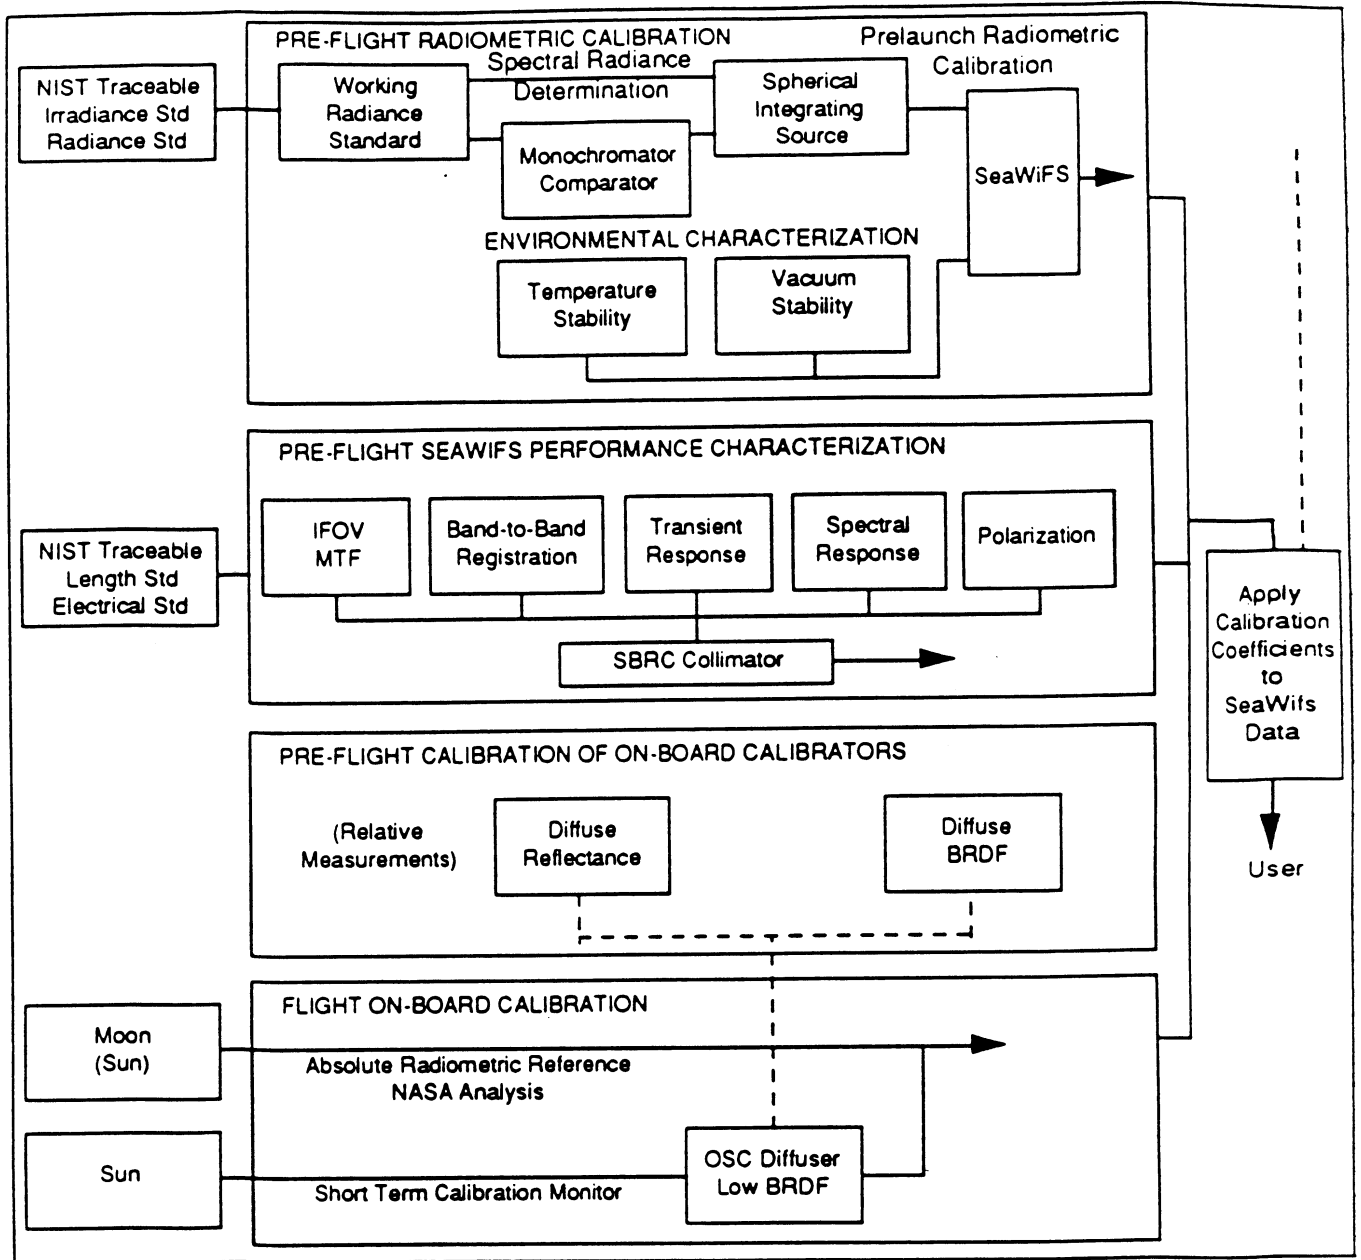 PRE-FLIGHT RADIOMETRIC CALIBRATION
Prelaunch Radiometric
Calibration
Spectral Radiance
Determination
NIST Traceable
Irradiance Std
Radiance Std
Working
Radiance
Standard
Spherical
Integrating
Source
Monochromator
Comparator
SeaWiFS
ENVIRONMENTAL CHARACTERIZATION
Temperature
Stability
Vacuum
Stability
PRE-FLIGHT SEAWIFS PERFORMANCE CHARACTERIZATION
NIST Traceable
Length Std
Electrical Std
IFOV
MTF
Band-to-Band
Registration
Transient
Response
Spectral
Response
Polarization
SBRC Collimator
Apply
Calibration
Coefficients
to
SeaWifs
Data
User
PRE-FLIGHT CALIBRATION OF ON-BOARD CALIBRATORS
(Relative
Measurements)
Diffuse
Reflectance
Diffuse
BRDF
FLIGHT ON-BOARD CALIBRATION
Moon
(Sun)
Absolute Radiometric Reference
NASA Analysis
Sun
Short Term Calibration Monitor
OSC Diffuser
Low BRDF